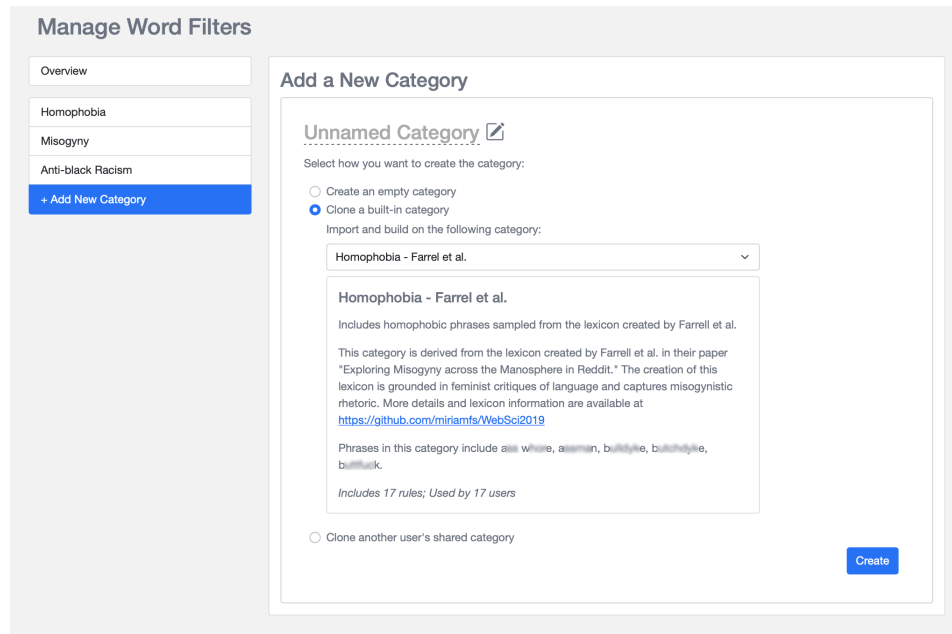 Manage Word Filters
Overview
Homophobia
Misogyny
Anti-black Racism
+ Add New Category
Add a New Category
Unnamed Category
Select how you want to create the category:
Create an empty category
Clone a built-in category
Import and build on the following category:
Homophobia - Farrel et al.
Homophobia - Farrel et al.
Includes homophobic phrases sampled from the lexicon created by Farrell et al.
This category is derived from the lexicon created by Farrell et al. in their paper
"Exploring Misogyny across the Manosphere in Reddit." The creation of this
lexicon is grounded in feminist critiques of language and captures misogynistic
rhetoric. More details and lexicon information are available at
https://github.com/miriamfs/WebSci2019
Phrases in this category include
Includes 17 rules; Used by 17 users
Clone another user's shared category
Create